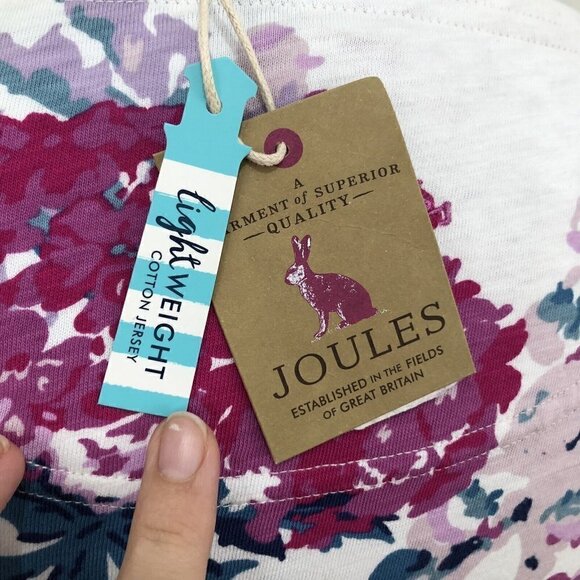 light WEIGHT
COTTON JERSEY
A
ARMENT of SUPERIOR
QUALITY
JOULES
ESTABLISHED IN THE FIELDS
OF GREAT BRITAIN